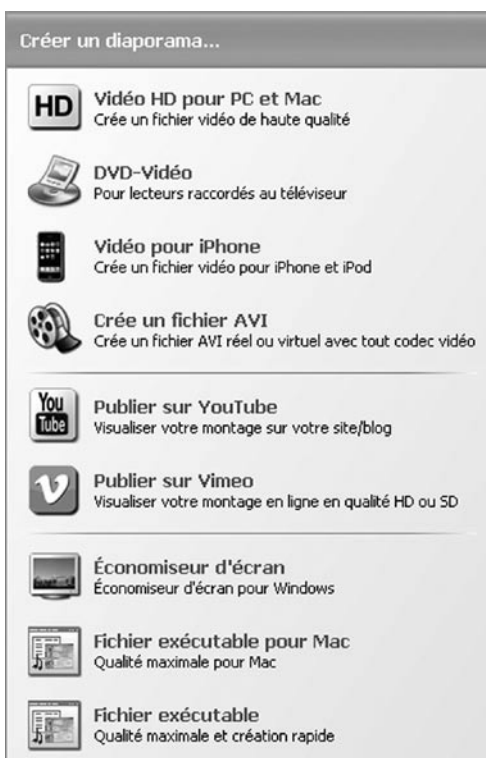 Créer un diaporama...
HD
Vidéo HD pour PC et Mac
Crée un fichier vidéo de haute qualité
DVD-Vidéo
Pour lecteurs raccordés au téléviseur
Vidéo pour iPhone
Crée un fichier vidéo pour iPhone et iPod
Crée un fichier AVI
Crée un fichier AVI réel ou virtuel avec tout codec vidéo
You
Tube
Publier sur YouTube
Visualiser votre montage sur votre site/blog
Publier sur Vimeo
Visualiser votre montage en ligne en qualité HD ou SD
Économiseur d'écran
Économiseur d'écran pour Windows
Fichier exécutable pour Mac
Qualité maximale pour Mac
Fichier exécutable
Qualité maximale et création rapide